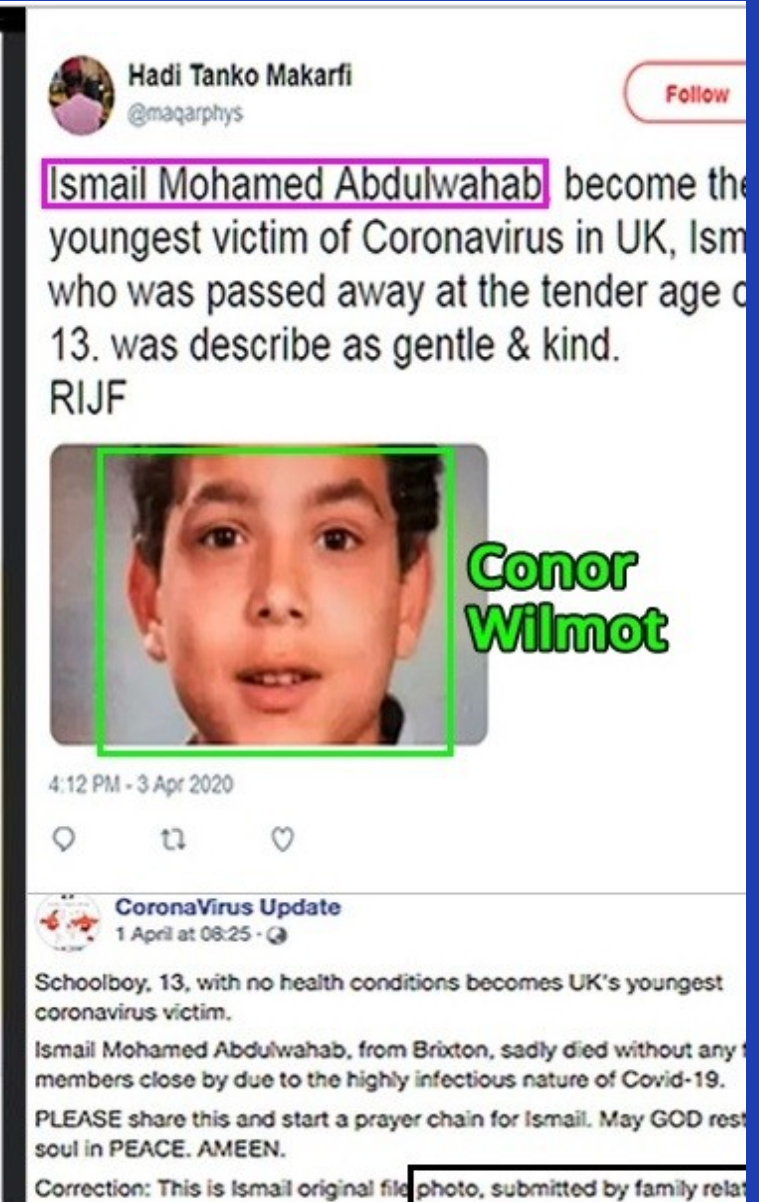 Hadi Tanko Makarfi
@maqarphys
Follow
Ismail Mohamed Abdulwahab, become the
youngest victim of Coronavirus in UK, Ism
who was passed away at the tender age o
13. was describe as gentle & kind.
RIJF
Conor
Wilmot
4:12 PM - 3 Apr 2020
CoronaVirus Update
1 April at 08:25 ·
Schoolboy, 13, with no health conditions becomes UK's youngest
coronavirus victim.
Ismail Mohamed Abdulwahab, from Brixton, sadly died without any
members close by due to the highly infectious nature of Covid-19.
PLEASE share this and start a prayer chain for Ismail. May GOD rest
soul in PEACE. AMEEN.
Correction: This is Ismail original file photo, submitted by family relat